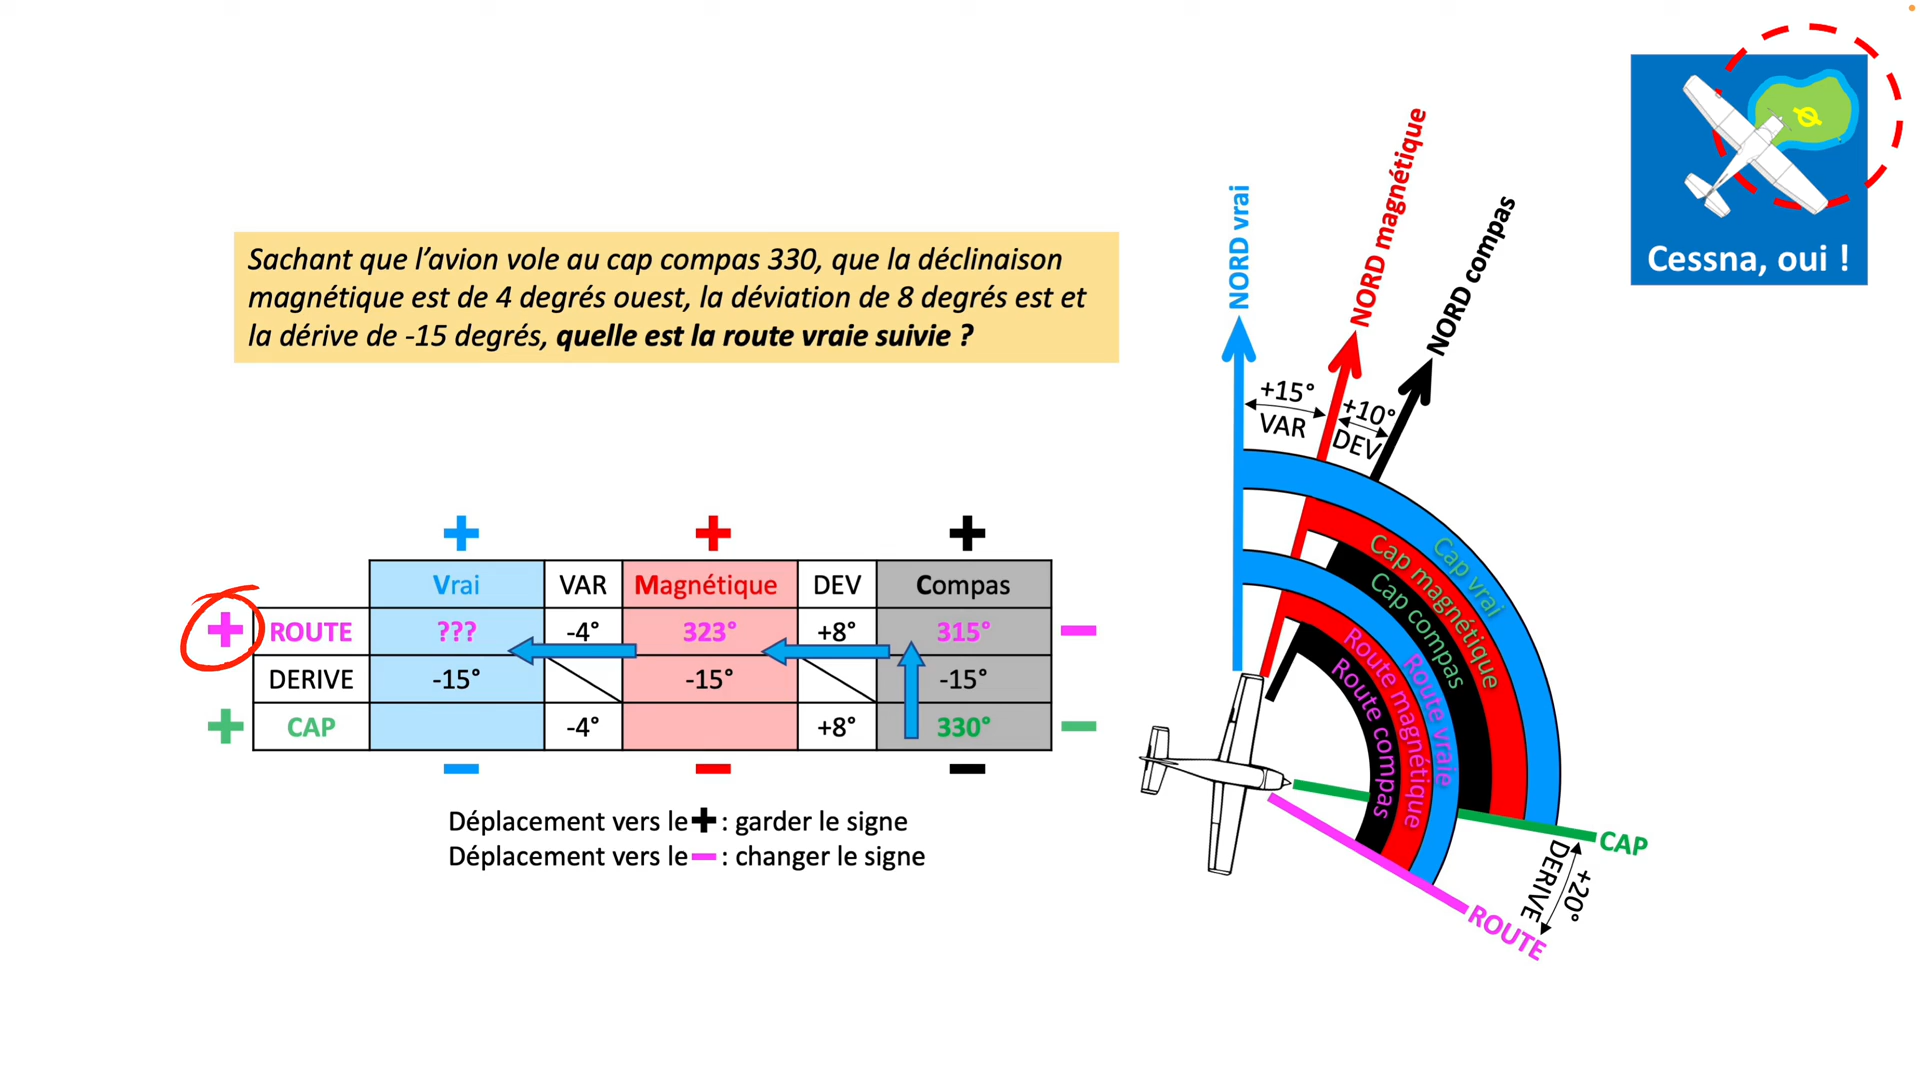 Cessna, oui !
Sachant que l’avion vole au cap compas 330, que la déclinaison
magnétique est de 4 degrés ouest, la déviation de 8 degrés est et
la dérive de -15 degrés, quelle est la route vraie suivie ?
+ + +
Vrai VAR Magnétique DEV Compas
+ ROUTE ??? -4° 323° +8° 315° −
DERIVE -15° -15° -15°
+ CAP -4° +8° 330° −
− − −
Déplacement vers le + : garder le signe
Déplacement vers le − : changer le signe
NORD vrai
NORD magnétique
NORD compas
+15°
VAR
+10°
DEV
Cap vrai
Cap magnétique
Cap compas
Route vraie
Route magnétique
Route compas
CAP
+20°
DERIVE
ROUTE